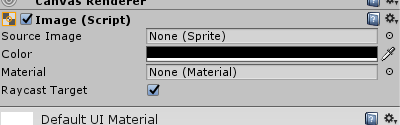 Canvas Renderer
Image (Script)
Source Image None (Sprite)
Color
Material None (Material)
Raycast Target
Default UI Material